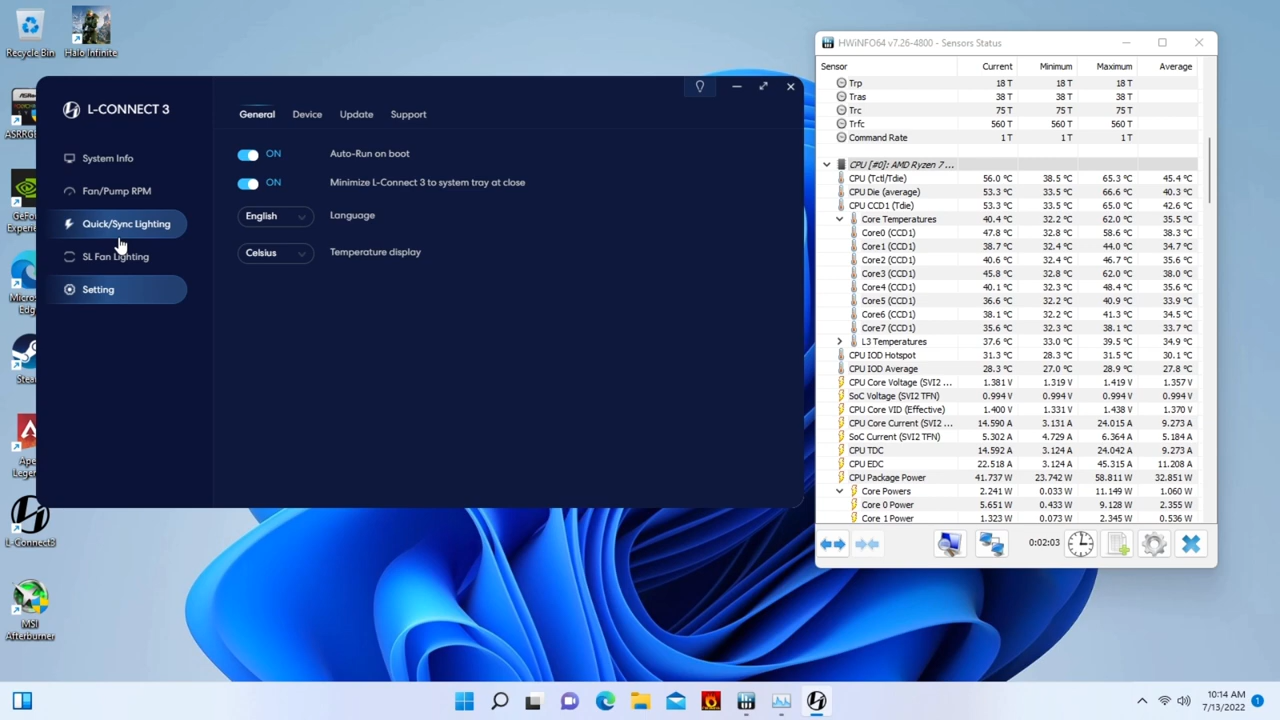 Recycle Bin
Halo Infinite
L-CONNECT 3
System Info
Fan/Pump RPM
Quick/Sync Lighting
SL Fan Lighting
Setting
General Device Update Support
ON Auto-Run on boot
ON Minimize L-Connect 3 to system tray at close
English Language
Celsius Temperature display
ASRRGB
GeFo
Experie
Micros
Edg
Stea
Ape
Legen
L-Connect3
MSI
Afterburner
HWiNFO64 v7.26-4800 - Sensors Status
Sensor Current Minimum Maximum Average
Trp 18 T 18 T 18 T
Tras 38 T 38 T 38 T
Trc 75 T 75 T 75 T
Trfc 560 T 560 T 560 T
Command Rate 1 T 1 T 1 T
CPU [#0]: AMD Ryzen 7 ...
CPU (Tctl/Tdie) 56.0 ℃ 38.5 ℃ 65.3 ℃ 45.4 ℃
CPU Die (average) 53.3 ℃ 33.5 ℃ 66.6 ℃ 40.3 ℃
CPU CCD1 (Tdie) 53.3 ℃ 33.5 ℃ 65.0 ℃ 42.6 ℃
Core Temperatures 40.4 ℃ 32.2 ℃ 62.0 ℃ 35.5 ℃
Core0 (CCD1) 47.8 ℃ 32.8 ℃ 58.6 ℃ 38.3 ℃
Core1 (CCD1) 38.7 ℃ 32.4 ℃ 44.0 ℃ 34.7 ℃
Core2 (CCD1) 40.6 ℃ 32.4 ℃ 46.7 ℃ 35.6 ℃
Core3 (CCD1) 45.8 ℃ 32.8 ℃ 62.0 ℃ 38.0 ℃
Core4 (CCD1) 40.1 ℃ 32.3 ℃ 48.4 ℃ 35.6 ℃
Core5 (CCD1) 36.6 ℃ 32.2 ℃ 40.9 ℃ 33.9 ℃
Core6 (CCD1) 38.1 ℃ 32.2 ℃ 41.3 ℃ 34.5 ℃
Core7 (CCD1) 35.6 ℃ 32.3 ℃ 38.1 ℃ 33.7 ℃
L3 Temperatures 37.6 ℃ 33.0 ℃ 39.5 ℃ 34.9 ℃
CPU IOD Hotspot 31.3 ℃ 28.3 ℃ 31.5 ℃ 30.1 ℃
CPU IOD Average 28.3 ℃ 27.0 ℃ 28.9 ℃ 27.8 ℃
CPU Core Voltage (SVI2 ... 1.381 V 1.319 V 1.419 V 1.357 V
SoC Voltage (SVI2 TFN) 0.994 V 0.994 V 0.994 V 0.994 V
CPU Core VID (Effective) 1.400 V 1.331 V 1.438 V 1.370 V
CPU Core Current (SVI2 ... 14.590 A 3.131 A 24.015 A 9.273 A
SoC Current (SVI2 TFN) 5.302 A 4.729 A 6.364 A 5.184 A
CPU TDC 14.592 A 3.124 A 24.042 A 9.273 A
CPU EDC 22.518 A 3.124 A 45.315 A 11.208 A
CPU Package Power 41.737 W 23.742 W 58.811 W 32.851 W
Core Powers 2.241 W 0.033 W 11.149 W 1.060 W
Core 0 Power 5.651 W 0.433 W 9.128 W 2.355 W
Core 1 Power 1.323 W 0.073 W 2.345 W 0.536 W
0:02:03
10:14 AM
7/13/2022
1